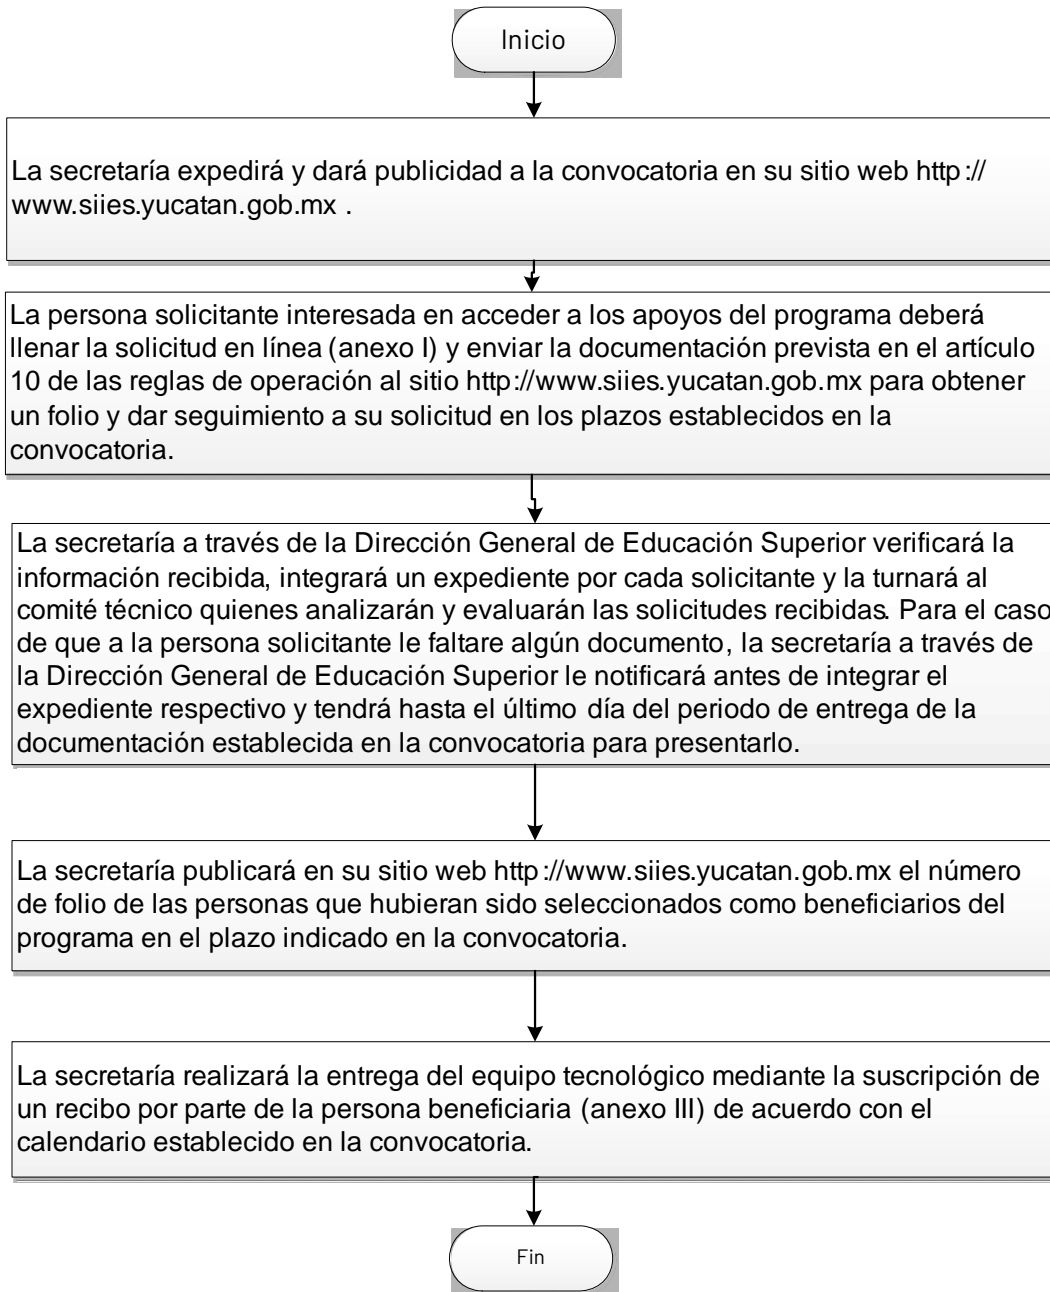 Inicio
La secretaría expedirá y dará publicidad a la convocatoria en su sitio web http://
www.siies.yucatan.gob.mx .
La persona solicitante interesada en acceder a los apoyos del programa deberá
llenar la solicitud en línea (anexo I) y enviar la documentación prevista en el artículo
10 de las reglas de operación al sitio http://www.siies.yucatan.gob.mx para obtener
un folio y dar seguimiento a su solicitud en los plazos establecidos en la
convocatoria.
La secretaría a través de la Dirección General de Educación Superior verificará la
información recibida, integrará un expediente por cada solicitante y la turnará al
comité técnico quienes analizarán y evaluarán las solicitudes recibidas. Para el caso
de que a la persona solicitante le faltare algún documento, la secretaría a través de
la Dirección General de Educación Superior le notificará antes de integrar el
expediente respectivo y tendrá hasta el último día del periodo de entrega de la
documentación establecida en la convocatoria para presentarlo.
La secretaría publicará en su sitio web http://www.siies.yucatan.gob.mx el número
de folio de las personas que hubieran sido seleccionados como beneficiarios del
programa en el plazo indicado en la convocatoria.
La secretaría realizará la entrega del equipo tecnológico mediante la suscripción de
un recibo por parte de la persona beneficiaria (anexo III) de acuerdo con el
calendario establecido en la convocatoria.
Fin